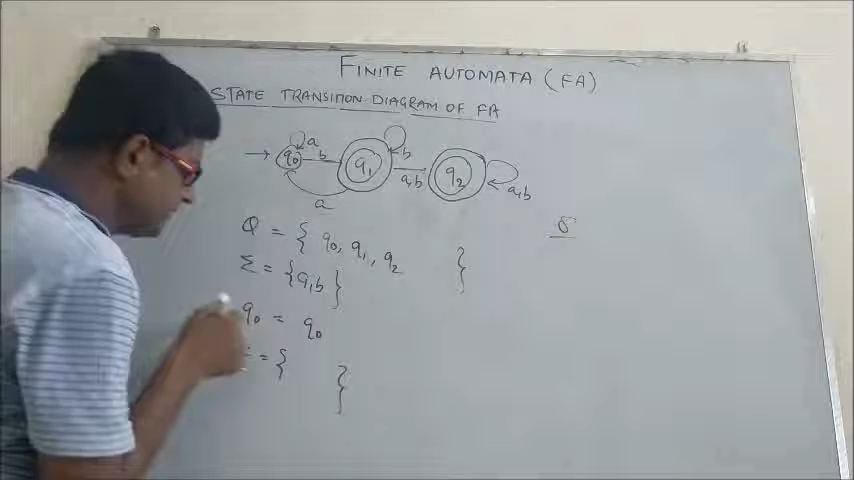 FINITE AUTOMATA (FA)
STATE TRANSITION DIAGRAM OF FA
a
b
b
q0
q1
q2
a,b
a,b
a
δ
Q = { q0, q1, q2 }
Σ = {a,b}
q0 = q0
= { }